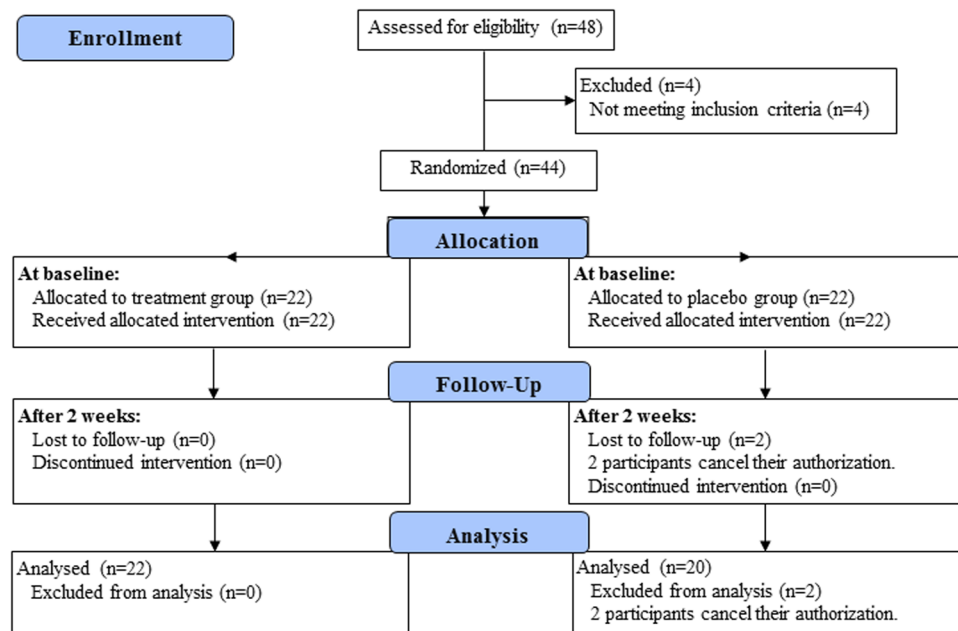 Enrollment
Assessed for eligibility (n=48)
Excluded (n=4)
Not meeting inclusion criteria (n=4)
Randomized (n=44)
Allocation
At baseline:
Allocated to treatment group (n=22)
Received allocated intervention (n=22)
At baseline:
Allocated to placebo group (n=22)
Received allocated intervention (n=22)
Follow-Up
After 2 weeks:
Lost to follow-up (n=0)
Discontinued intervention (n=0)
After 2 weeks:
Lost to follow-up (n=2)
2 participants cancel their authorization.
Discontinued intervention (n=0)
Analysis
Analysed (n=22)
Excluded from analysis (n=0)
Analysed (n=20)
Excluded from analysis (n=2)
2 participants cancel their authorization.